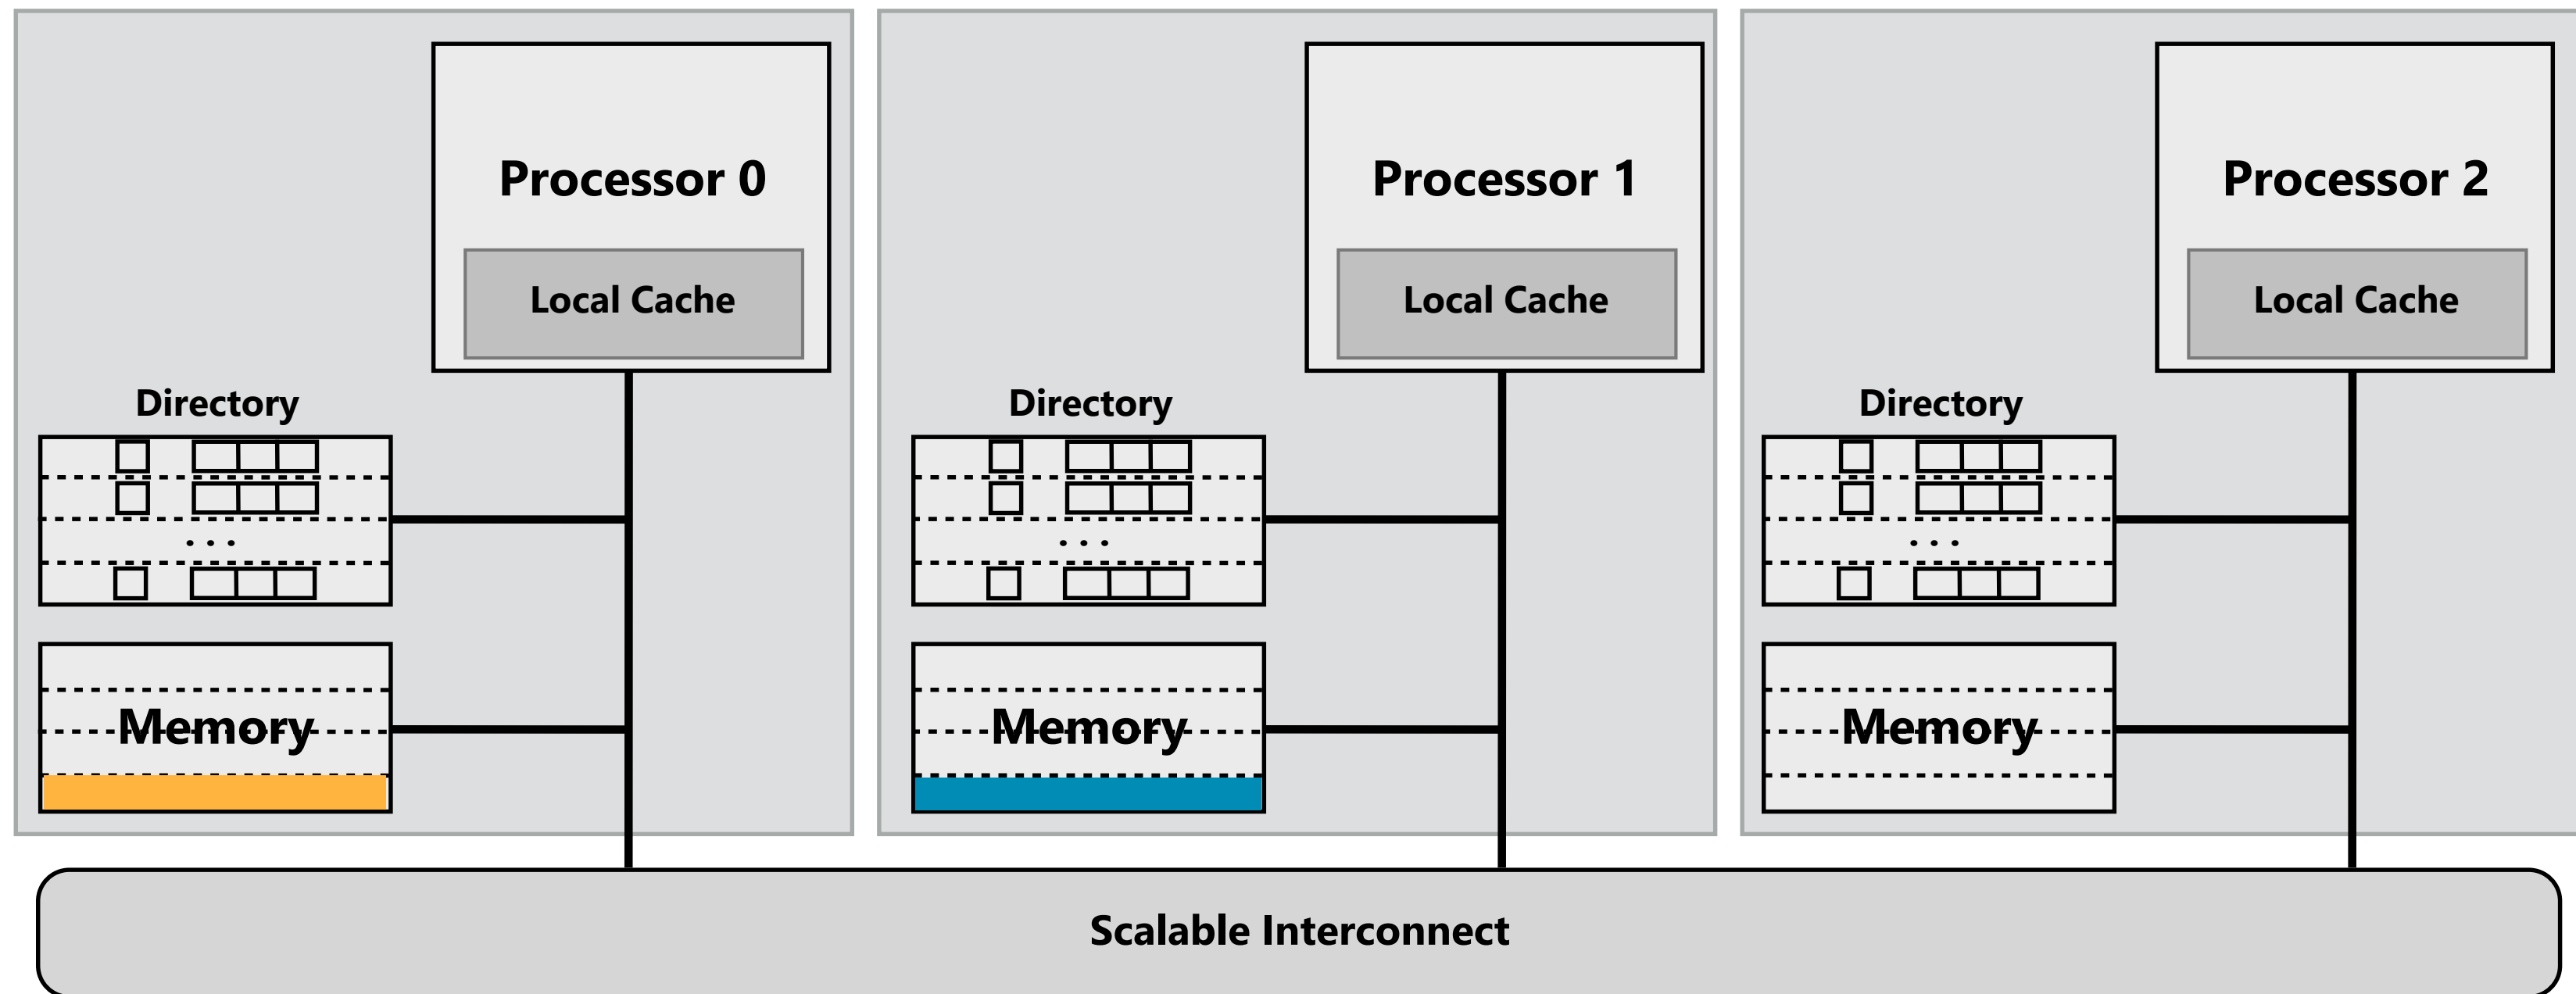 Processor 0
Local Cache
Directory
. . .
Memory
Processor 1
Local Cache
Directory
. . .
Memory
Processor 2
Local Cache
Directory
. . .
Memory
Scalable Interconnect